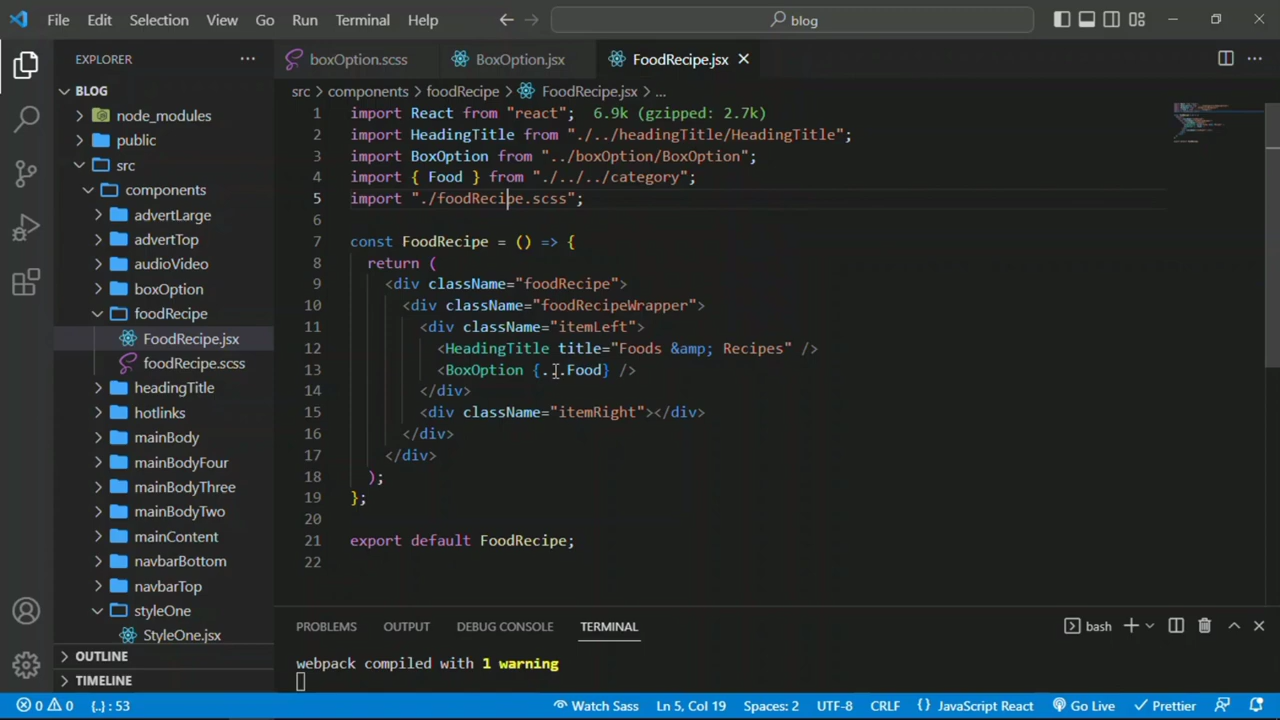 File Edit Selection View Go Run Terminal Help
blog
EXPLORER
BLOG
node_modules
public
src
components
advertLarge
advertTop
audioVideo
boxOption
foodRecipe
FoodRecipe.jsx
foodRecipe.scss
headingTitle
hotlinks
mainBody
mainBodyFour
mainBodyThree
mainBodyTwo
mainContent
navbarBottom
navbarTop
styleOne
StyleOne.jsx
OUTLINE
TIMELINE
boxOption.scss BoxOption.jsx FoodRecipe.jsx
src > components > foodRecipe > FoodRecipe.jsx > ...
1 import React from "react"; 6.9k (gzipped: 2.7k)
2 import HeadingTitle from "./../headingTitle/HeadingTitle";
3 import BoxOption from "../boxOption/BoxOption";
4 import { Food } from "./../../category";
5 import "./foodRecipe.scss";
6
7 const FoodRecipe = () => {
8 return (
9 <div className="foodRecipe">
10 <div className="foodRecipeWrapper">
11 <div className="itemLeft">
12 <HeadingTitle title="Foods &amp; Recipes" />
13 <BoxOption {...Food} />
14 </div>
15 <div className="itemRight"></div>
16 </div>
17 </div>
18 );
19 };
20
21 export default FoodRecipe;
22
PROBLEMS OUTPUT DEBUG CONSOLE TERMINAL
bash
webpack compiled with 1 warning
0 0 {..} : 53 Watch Sass Ln 5, Col 19 Spaces: 2 UTF-8 CRLF { } JavaScript React Go Live Prettier